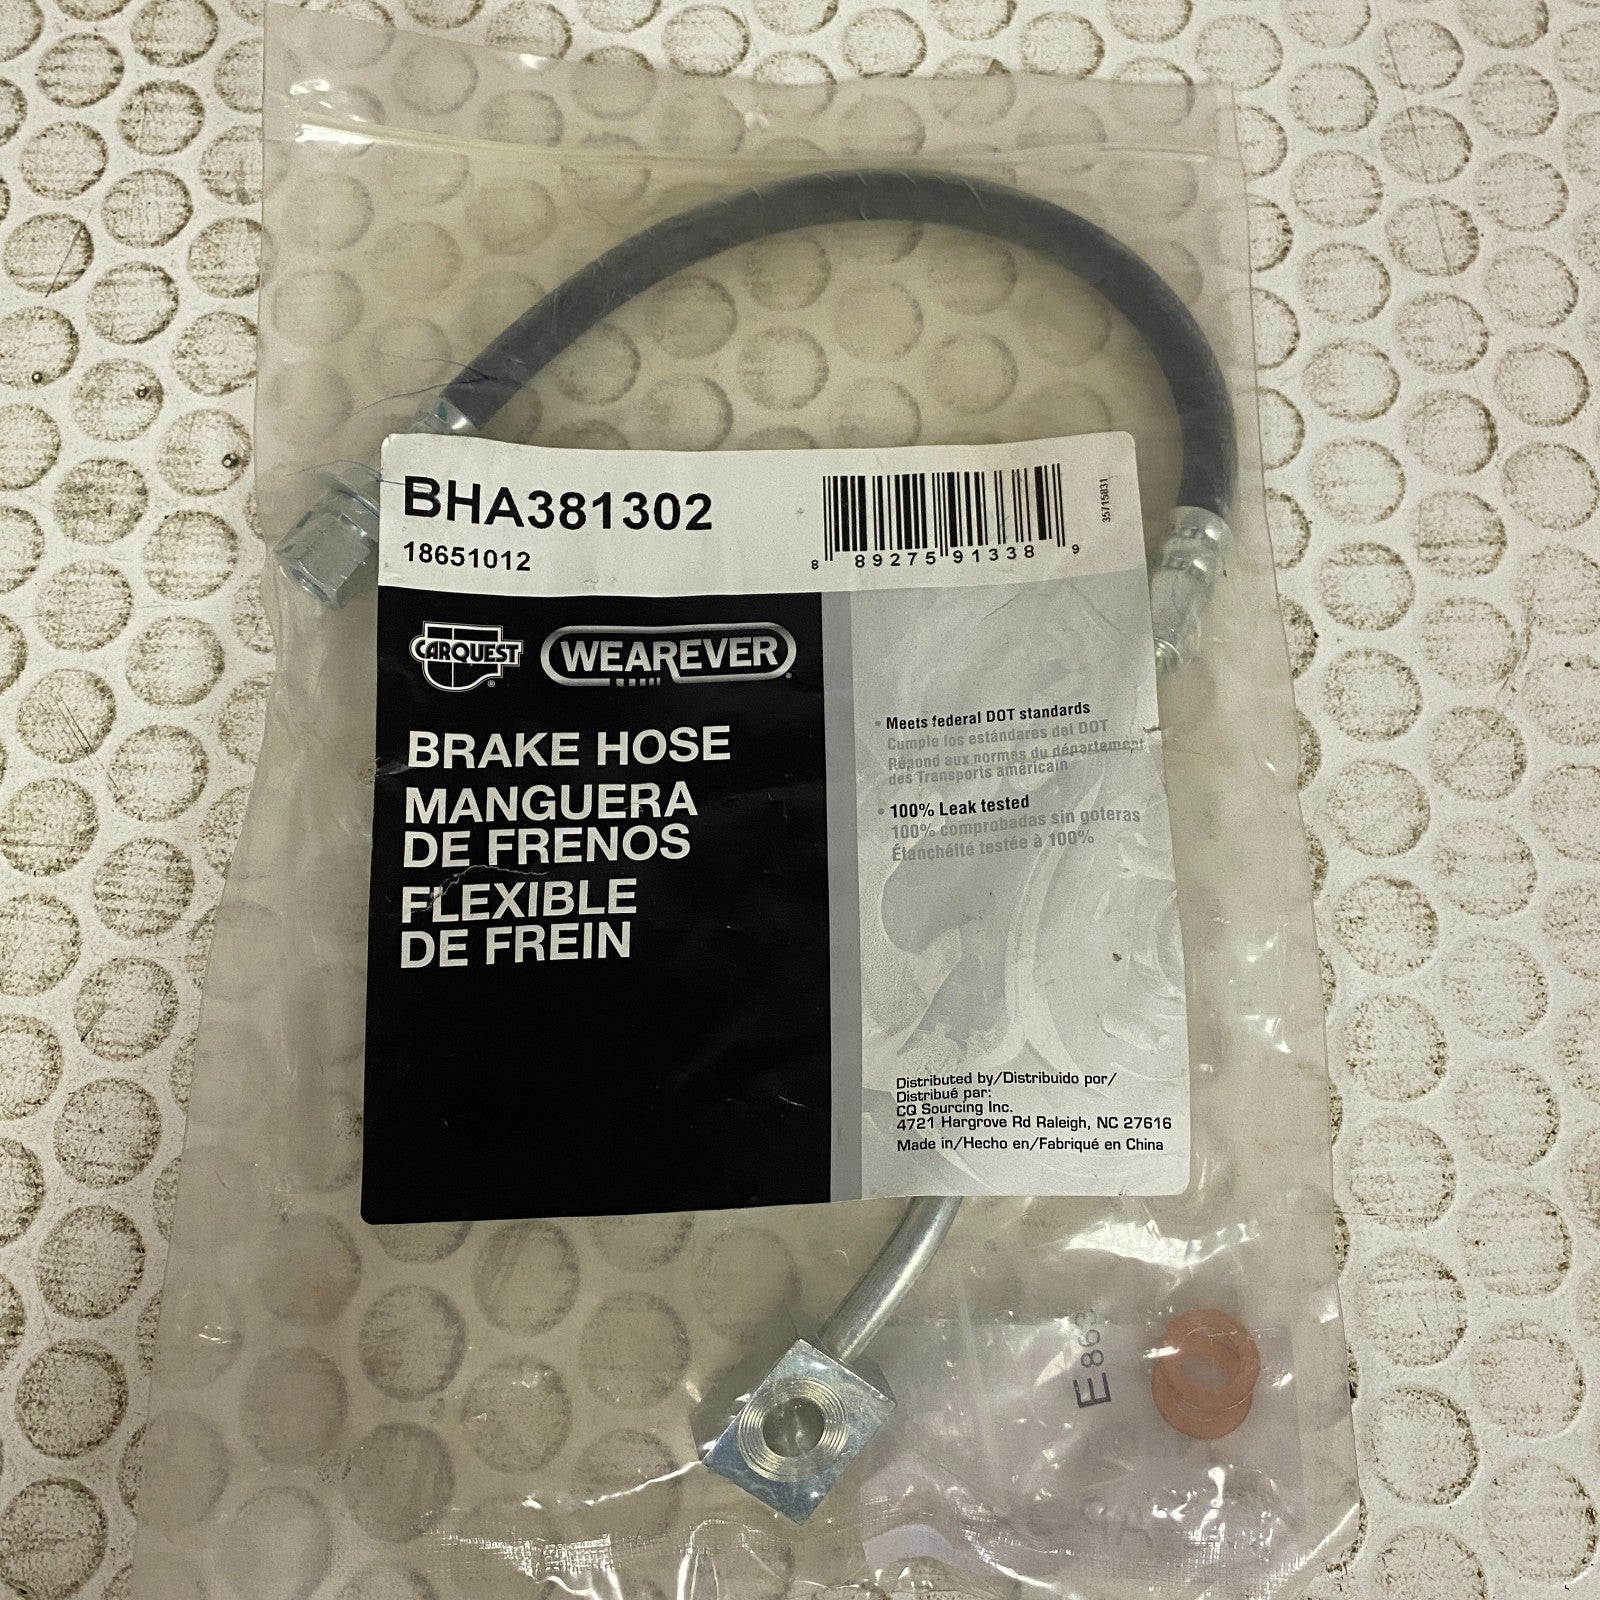 BHA381302
18651012
8 89275 91338 9
35715831
CARQUEST ®
WEAREVER ®
BRAKE HOSE
MANGUERA
DE FRENOS
FLEXIBLE
DE FREIN
• Meets federal DOT standards
Cumple los estándares del DOT
Répond aux normes du département
des Transports américain
• 100% Leak tested
100% comprobadas sin goteras
Étanchéité testée à 100%
Distributed by/Distribuido por/
Distribué par:
CQ Sourcing Inc.
4721 Hargrove Rd Raleigh, NC 27616
Made in/Hecho en/Fabriqué en China
E863